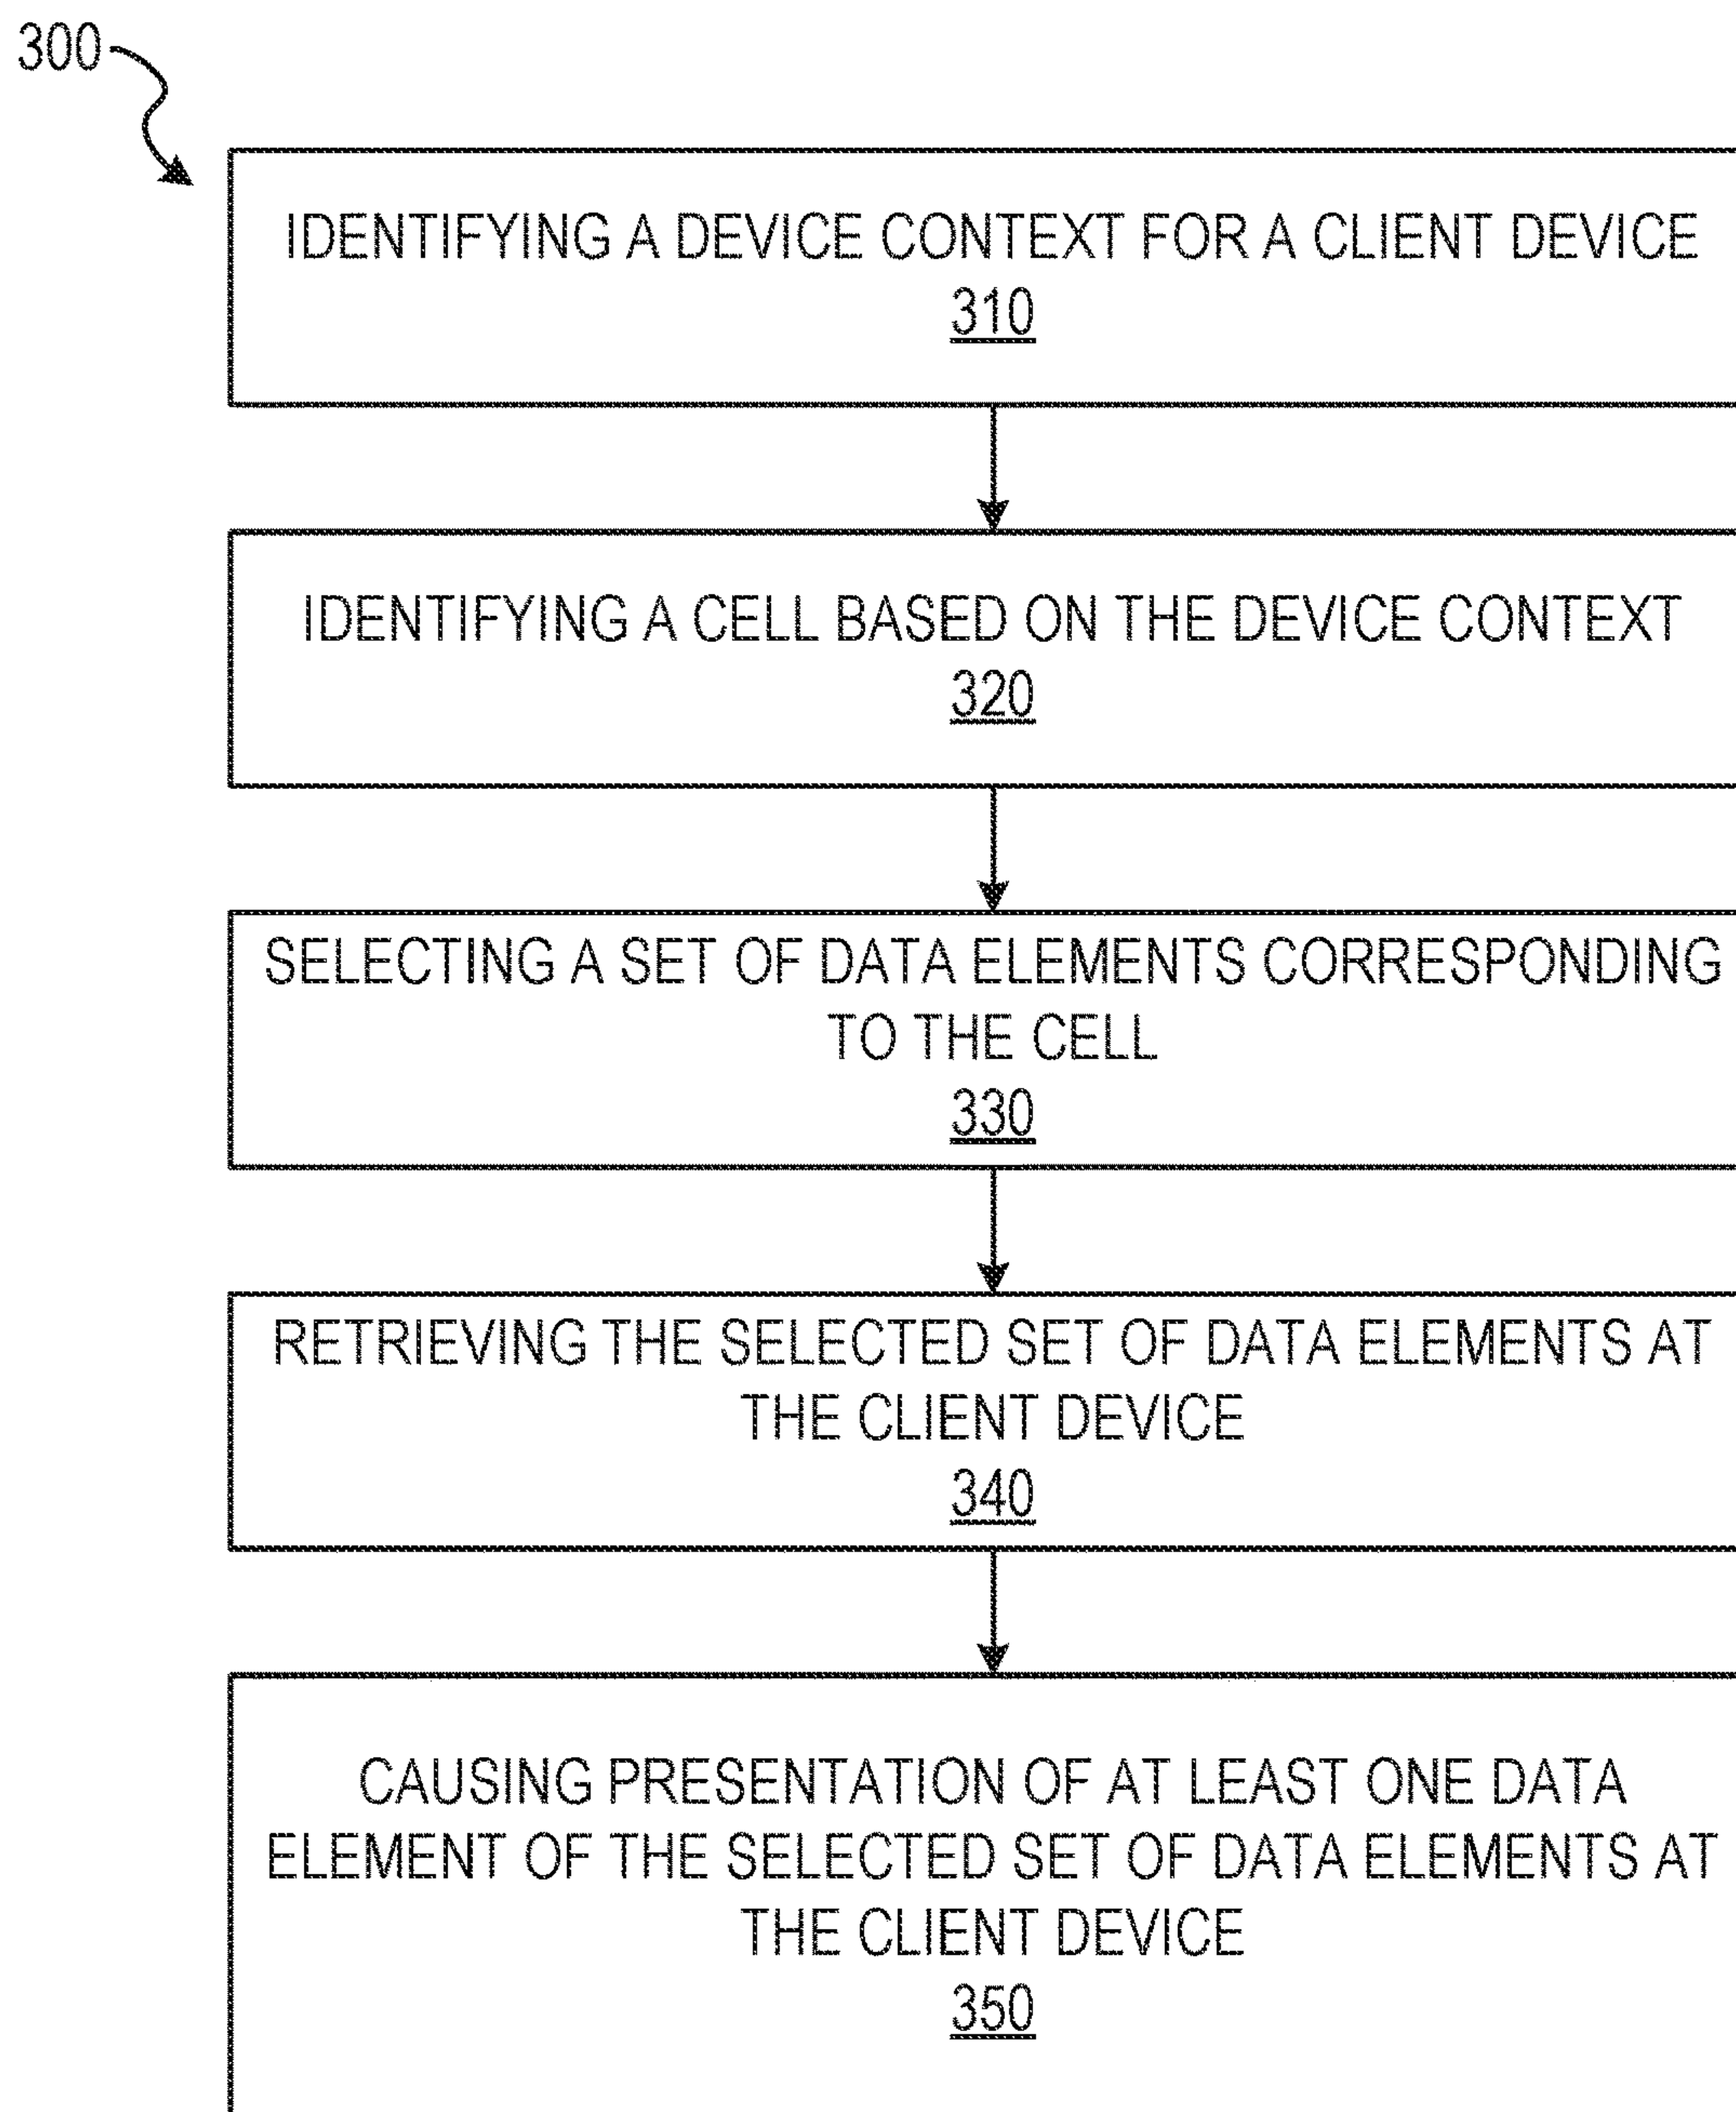 300
IDENTIFYING A DEVICE CONTEXT FOR A CLIENT DEVICE
310
IDENTIFYING A CELL BASED ON THE DEVICE CONTEXT
320
SELECTING A SET OF DATA ELEMENTS CORRESPONDING
TO THE CELL
330
RETRIEVING THE SELECTED SET OF DATA ELEMENTS AT
THE CLIENT DEVICE
340
CAUSING PRESENTATION OF AT LEAST ONE DATA
ELEMENT OF THE SELECTED SET OF DATA ELEMENTS AT
THE CLIENT DEVICE
350